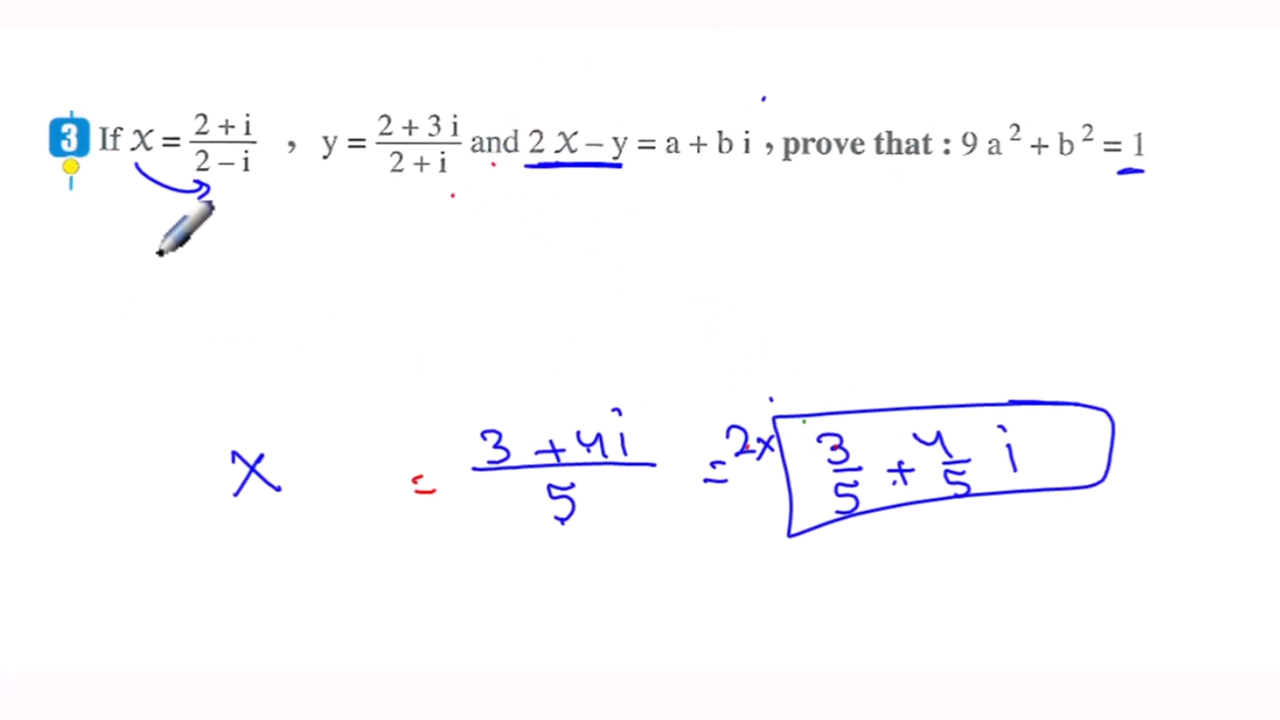 3 If x = (2 + i)/(2 − i) , y = (2 + 3 i)/(2 + i) and 2 x − y = a + b i , prove that : 9 a² + b² = 1
x = (3 + 4i)/5 = 2x 3/5 + 4/5 i